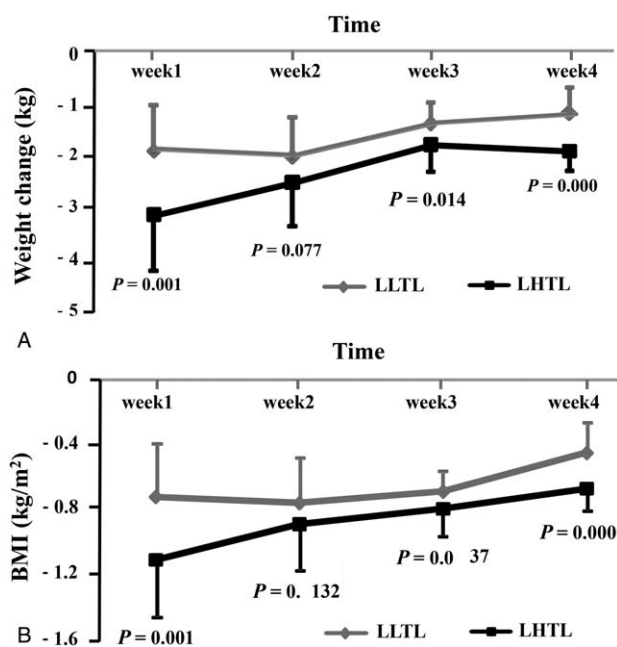 Time
0
week1 week2 week3 week4
- 1
- 2
- 3
- 4
- 5
Weight change (kg)
P = 0.001
P = 0.077
P = 0.014
P = 0.000
LLTL LHTL
A
Time
0
week1 week2 week3 week4
- 0.4
- 0.8
- 1.2
- 1.6
BMI (kg/m²)
P = 0.001
P = 0. 132
P = 0.0 37
P = 0.000
LLTL LHTL
B